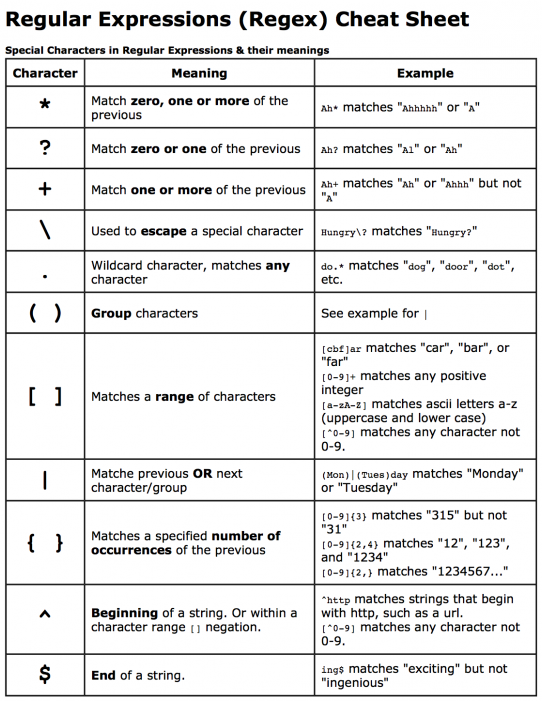 Regular Expressions (Regex) Cheat Sheet
Special Characters in Regular Expressions & their meanings
Character Meaning Example
* Match zero, one or more of the previous Ah* matches "Ahhhhh" or "A"
? Match zero or one of the previous Ah? matches "Al" or "Ah"
+ Match one or more of the previous Ah+ matches "Ah" or "Ahhh" but not "A"
\ Used to escape a special character Hungry\? matches "Hungry?"
. Wildcard character, matches any character do.* matches "dog", "door", "dot", etc.
( ) Group characters See example for |
[ ] Matches a range of characters [cbf]ar matches "car", "bar", or "far"
[0-9]+ matches any positive integer
[a-zA-Z] matches ascii letters a-z (uppercase and lower case)
[^0-9] matches any character not 0-9.
| Matche previous OR next character/group (Mon)|(Tues)day matches "Monday" or "Tuesday"
{ } Matches a specified number of occurrences of the previous [0-9]{3} matches "315" but not "31"
[0-9]{2,4} matches "12", "123", and "1234"
[0-9]{2,} matches "1234567..."
^ Beginning of a string. Or within a character range [] negation. ^http matches strings that begin with http, such as a url.
[^0-9] matches any character not 0-9.
$ End of a string. ing$ matches "exciting" but not "ingenious"